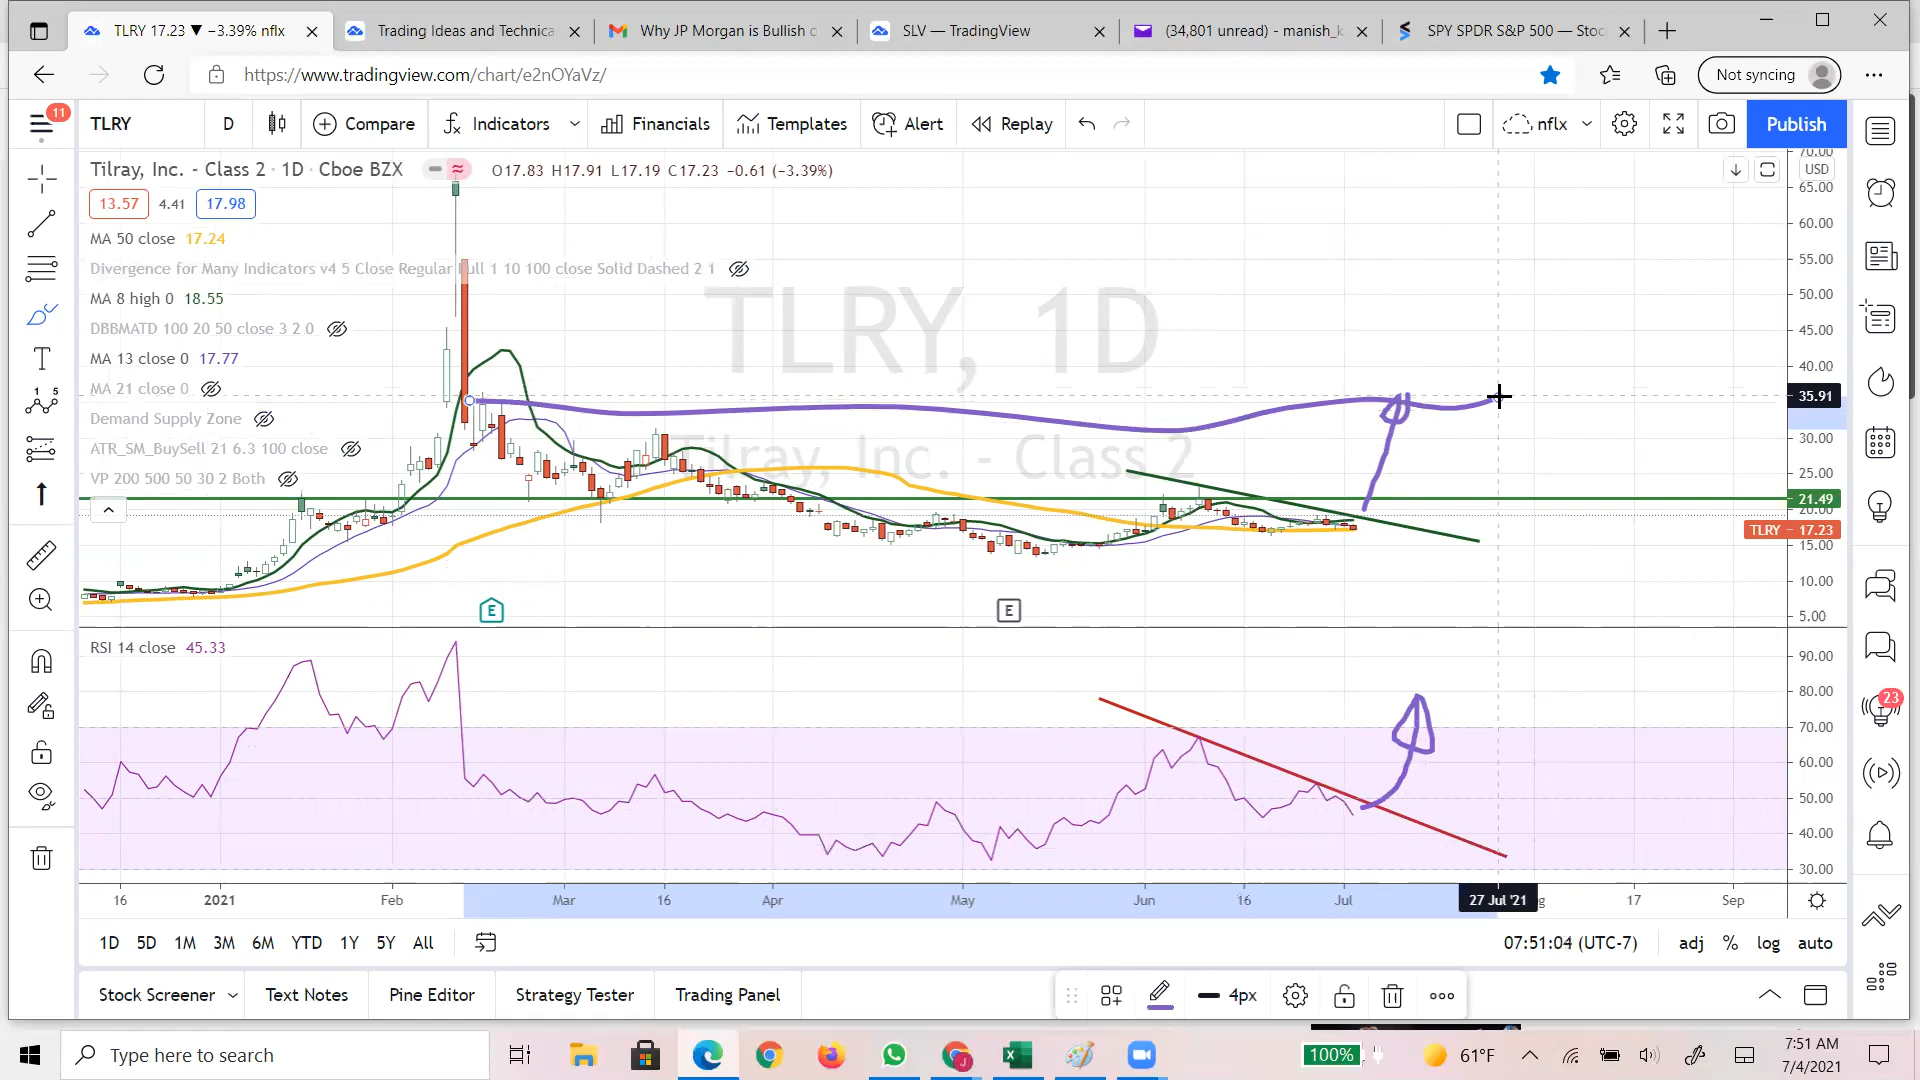 TLRY 17.23 ▼ −3.39% nflx
Trading Ideas and Technica
Why JP Morgan is Bullish o
SLV — TradingView
(34,801 unread) - manish_k
SPY SPDR S&P 500 — Stoc
https://www.tradingview.com/chart/e2nOYaVz/
Not syncing
11
TLRY
D
Compare
Indicators
Financials
Templates
Alert
Replay
nflx
Publish
Tilray, Inc. - Class 2 · 1D · Cboe BZX
O17.83 H17.91 L17.19 C17.23 −0.61 (−3.39%)
13.57 4.41 17.98
MA 50 close 17.24
Divergence for Many Indicators v4 5 Close Regular Full 1 10 100 close Solid Dashed 2 1
MA 8 high 0 18.55
DBBMATD 100 20 50 close 3 2 0
MA 13 close 0 17.77
MA 21 close 0
Demand Supply Zone
ATR_SM_BuySell 21 6.3 100 close
VP 200 500 50 30 2 Both
TLRY, 1D
Tilray, Inc. - Class 2
70.00
USD
65.00
60.00
55.00
50.00
45.00
40.00
35.91
30.00
25.00
21.49
20.00
TLRY − 17.23
15.00
10.00
5.00
E
E
RSI 14 close 45.33
90.00
80.00
70.00
60.00
50.00
40.00
30.00
23
16 2021 Feb Mar 16 Apr May Jun 16 Jul 27 Jul '21 17 Sep
1D 5D 1M 3M 6M YTD 1Y 5Y All
07:51:04 (UTC-7)
adj % log auto
Stock Screener
Text Notes
Pine Editor
Strategy Tester
Trading Panel
4px
Type here to search
100%
61°F
7:51 AM
7/4/2021